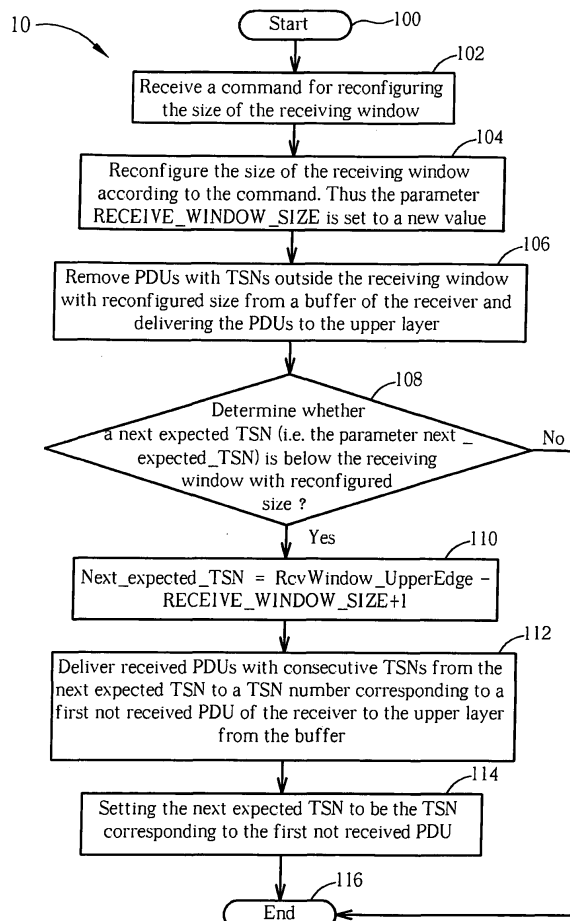 10
Start
100
102
Receive a command for reconfiguring
the size of the receiving window
104
Reconfigure the size of the receiving window
according to the command. Thus the parameter
RECEIVE_WINDOW_SIZE is set to a new value
106
Remove PDUs with TSNs outside the receiving window
with reconfigured size from a buffer of the receiver and
delivering the PDUs to the upper layer
108
Determine whether
a next expected TSN (i.e. the parameter next _
expected_TSN) is below the receiving
window with reconfigured
size ?
No
Yes
110
Next_expected_TSN = RcvWindow_UpperEdge -
RECEIVE_WINDOW_SIZE+1
112
Deliver received PDUs with consecutive TSNs from the
next expected TSN to a TSN number corresponding to a
first not received PDU of the receiver to the upper layer
from the buffer
114
Setting the next expected TSN to be the TSN
corresponding to the first not received PDU
116
End